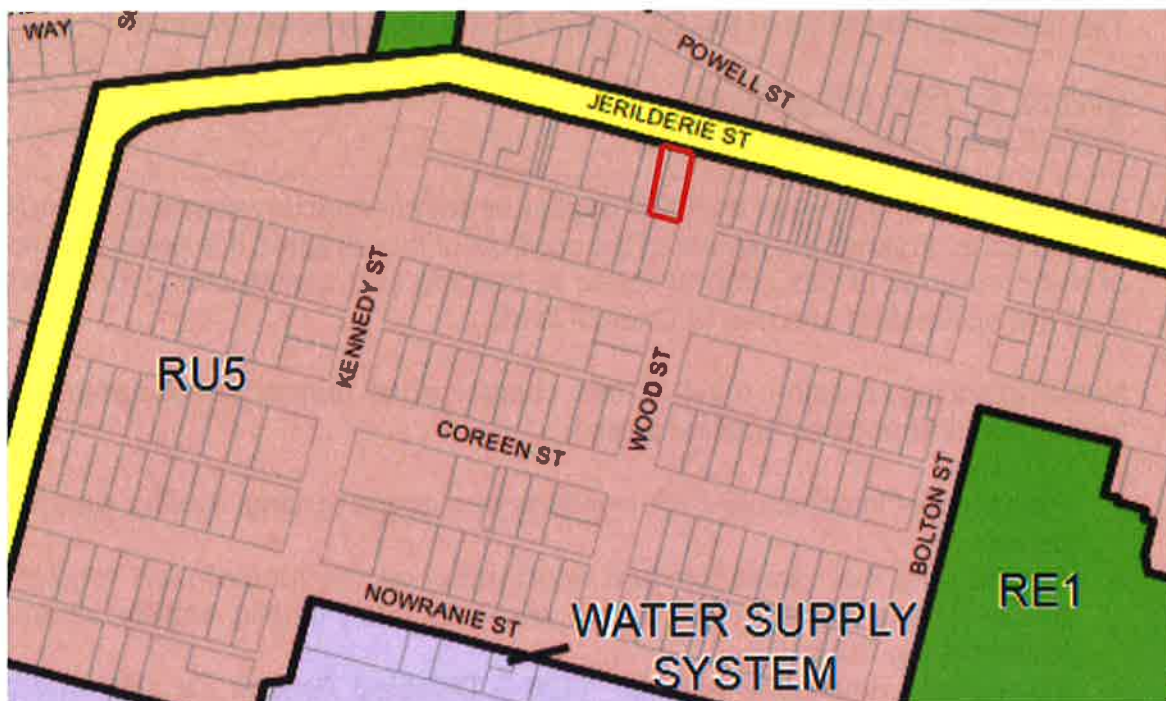 WAY
POWELL ST
JERILDERIE ST
KENNEDY ST
RU5
WOOD ST
COREEN ST
BOLTON ST
RE1
NOWRANIE ST
WATER SUPPLY
SYSTEM